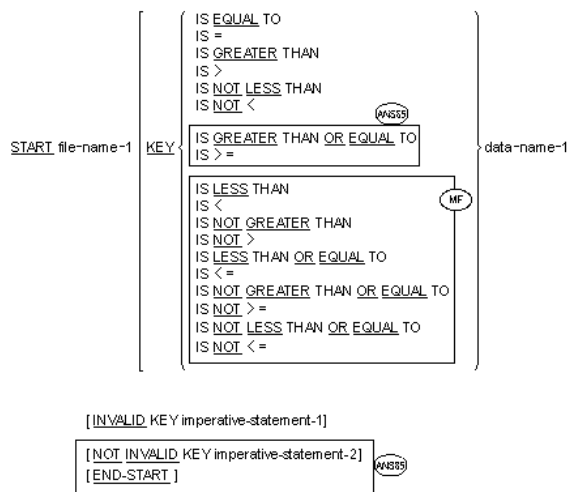 IS EQUAL TO
IS =
IS GREATER THAN
IS >
IS NOT LESS THAN
IS NOT <
ANS85
START file-name-1 KEY IS GREATER THAN OR EQUAL TO data-name-1
IS > =
IS LESS THAN
MF
IS <
IS NOT GREATER THAN
IS NOT >
IS LESS THAN OR EQUAL TO
IS < =
IS NOT GREATER THAN OR EQUAL TO
IS NOT > =
IS NOT LESS THAN OR EQUAL TO
IS NOT < =
[INVALID KEY imperative-statement-1]
[NOT INVALID KEY imperative-statement-2]
ANS85
[END-START ]